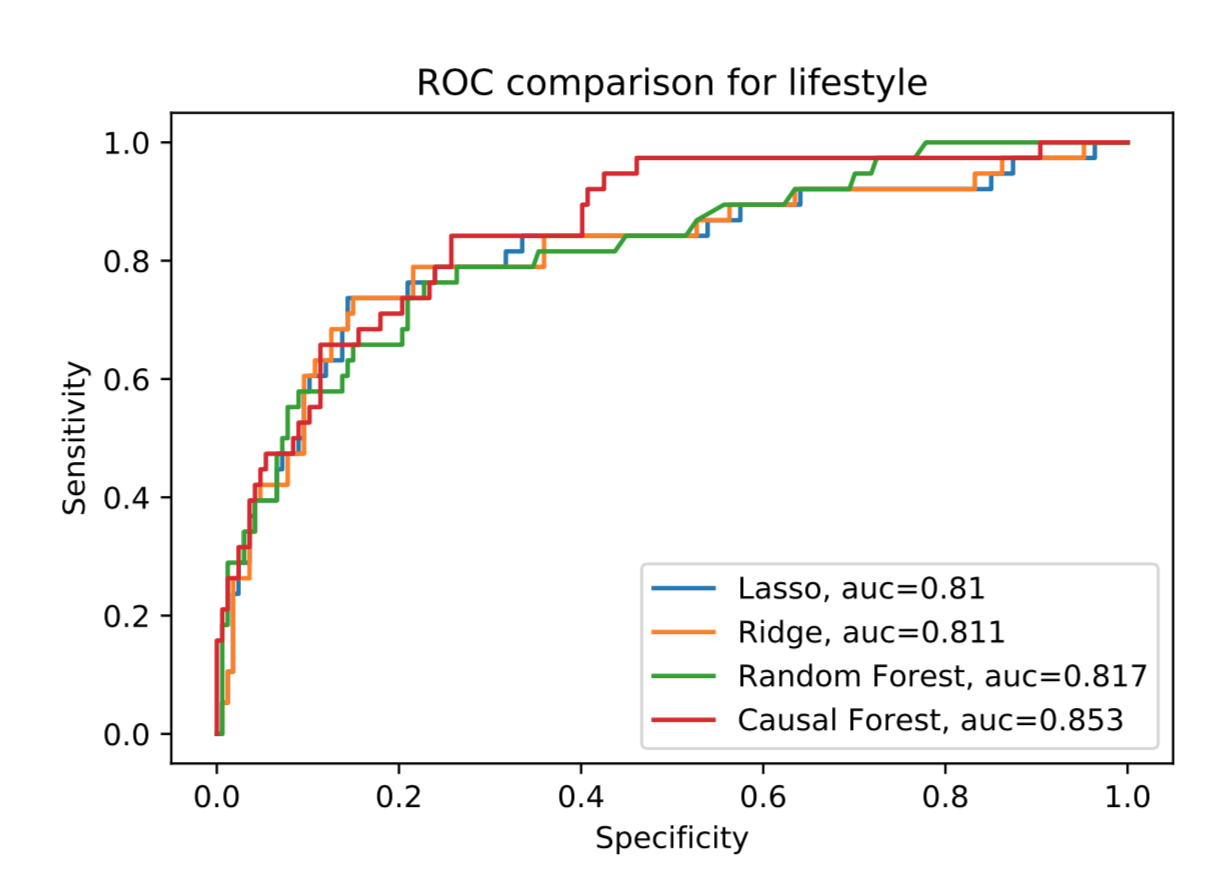 ROC comparison for lifestyle
1.0
0.8
0.6
0.4
0.2
0.0
Sensitivity
Lasso, auc=0.81
Ridge, auc=0.811
Random Forest, auc=0.817
Causal Forest, auc=0.853
0.0 0.2 0.4 0.6 0.8 1.0
Specificity